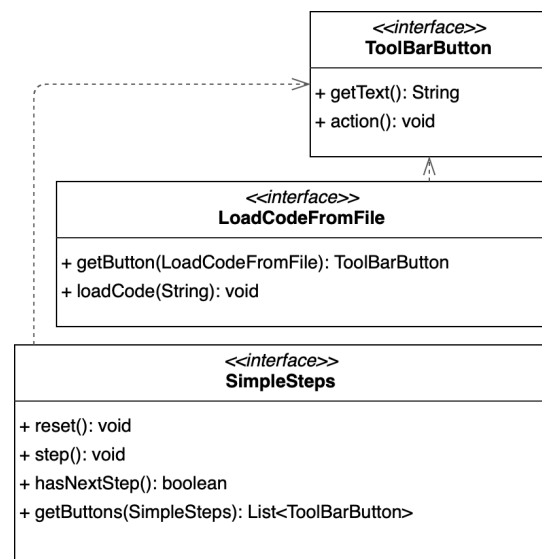 <<interface>>
ToolBarButton
+ getText(): String
+ action(): void
<<interface>>
LoadCodeFromFile
+ getButton(LoadCodeFromFile): ToolBarButton
+ loadCode(String): void
<<interface>>
SimpleSteps
+ reset(): void
+ step(): void
+ hasNextStep(): boolean
+ getButtons(SimpleSteps): List<ToolBarButton>